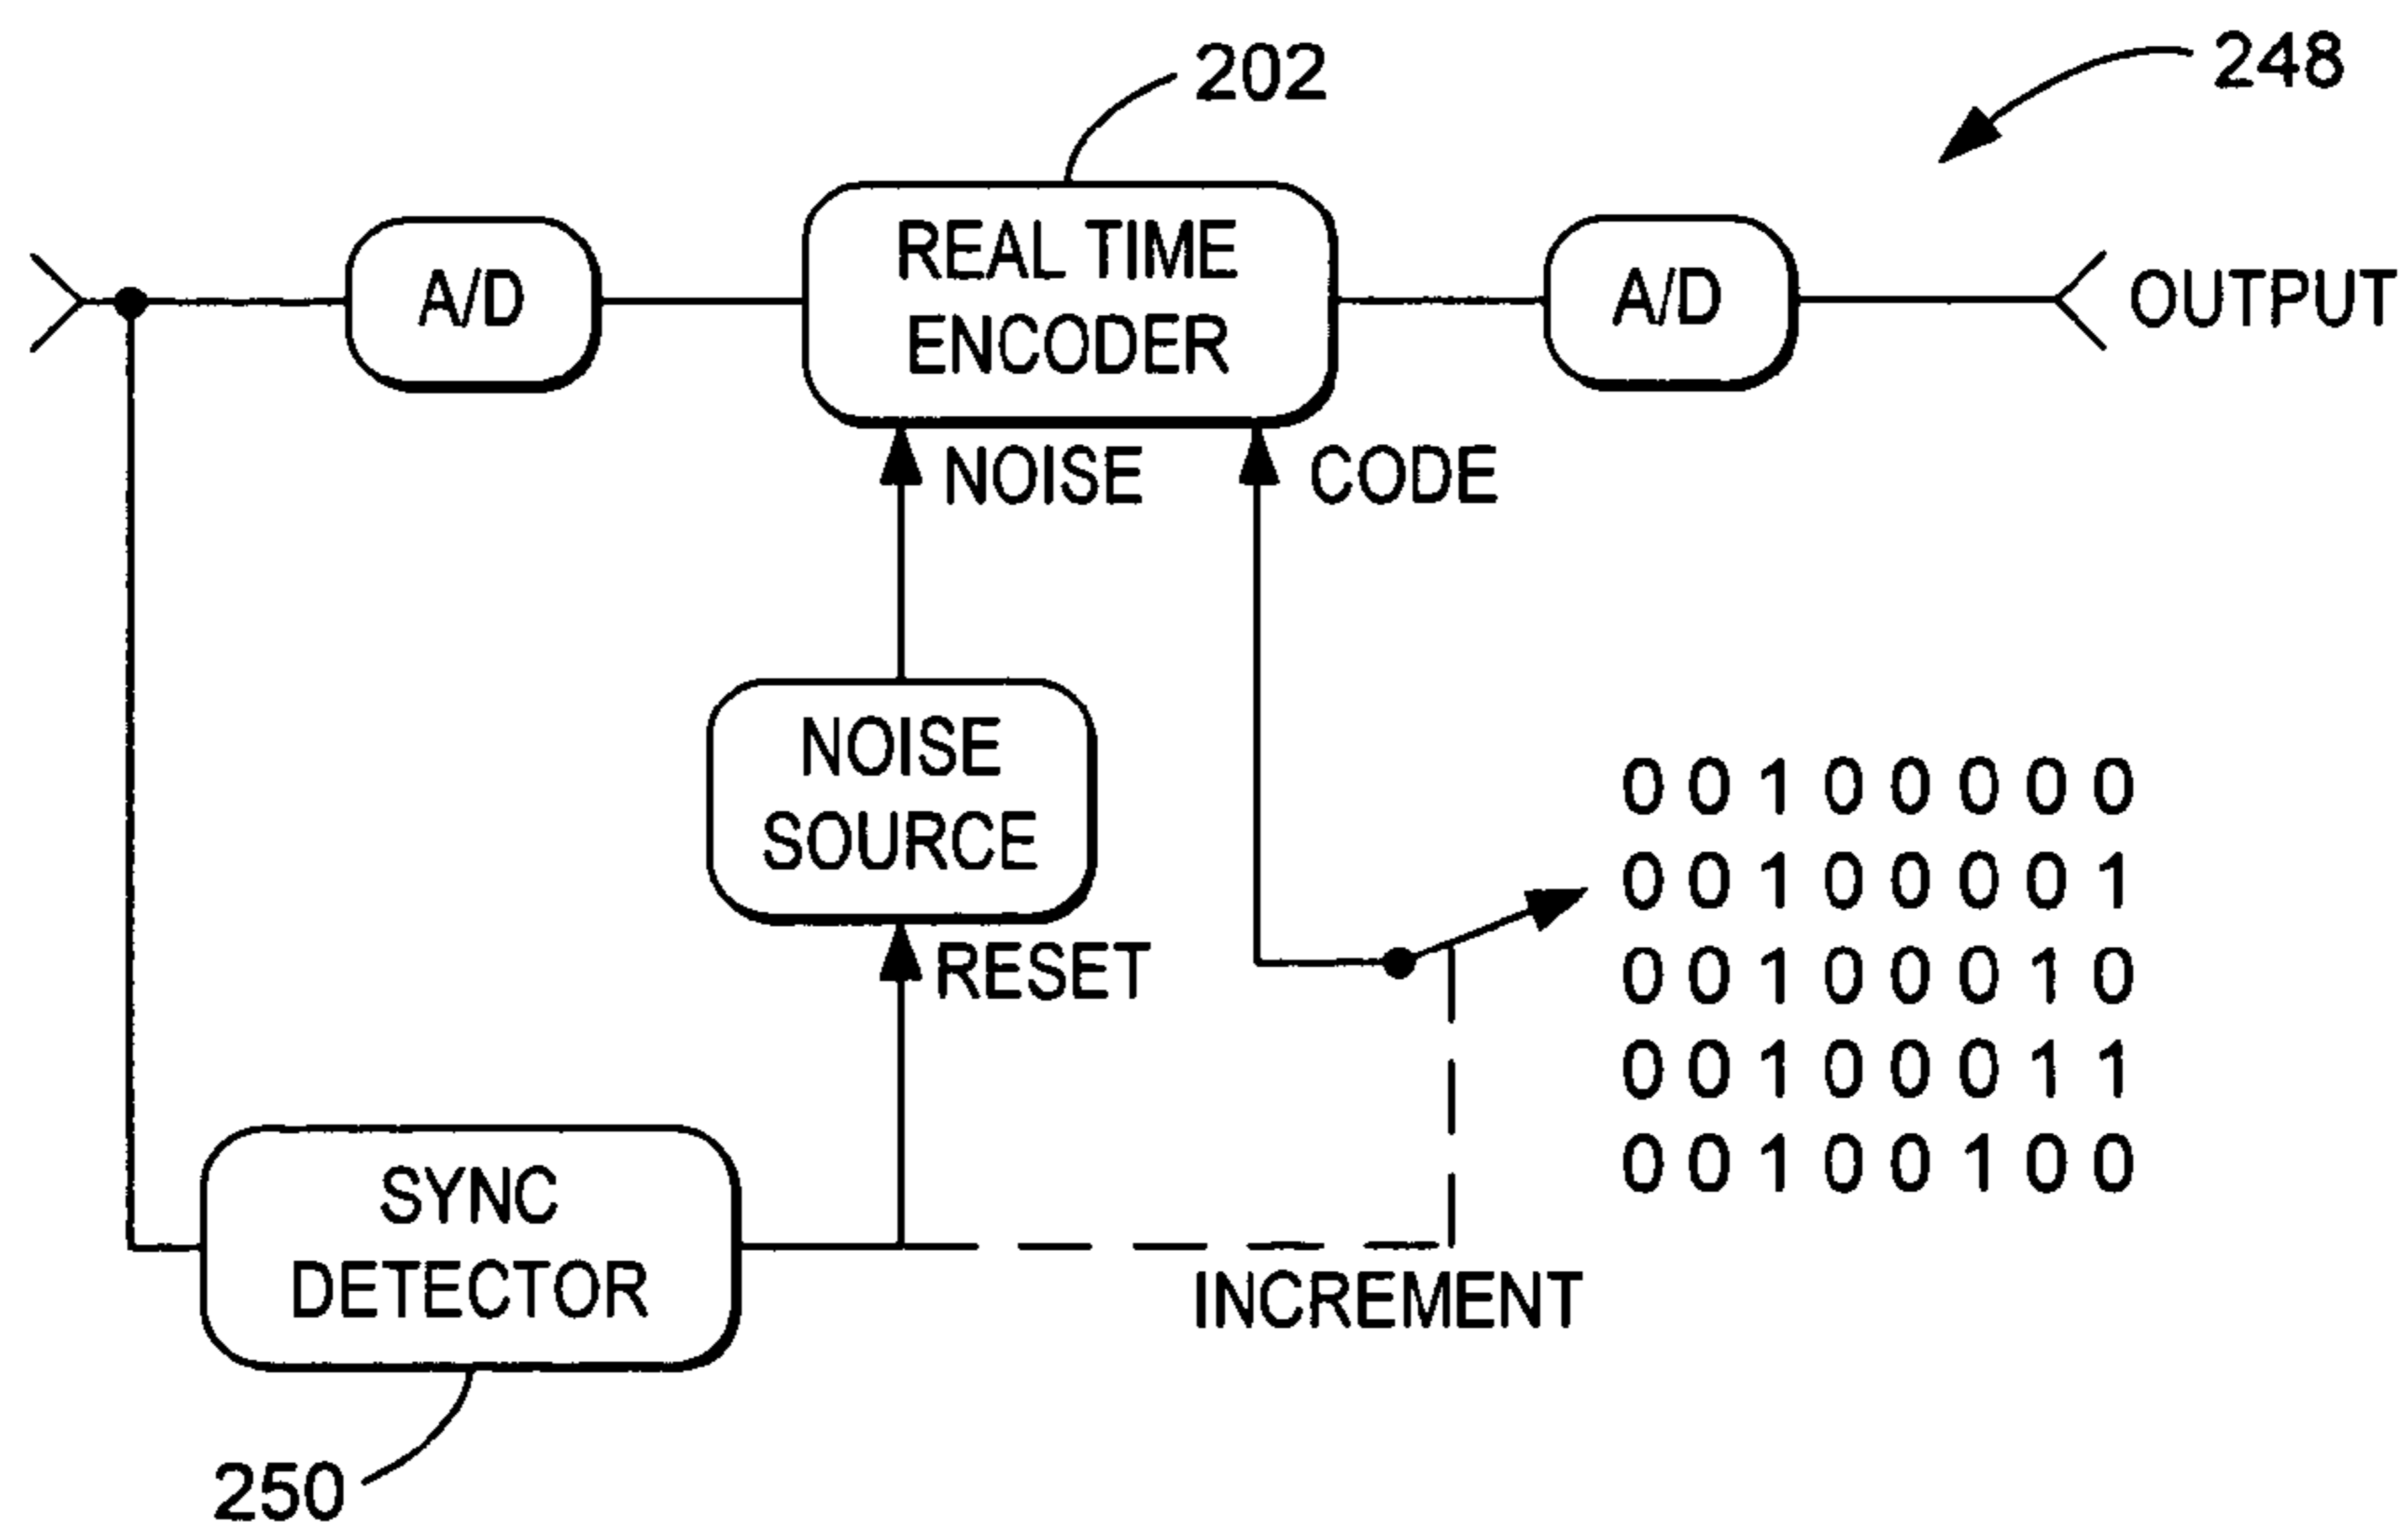 202
248
A/D
REAL TIME
ENCODER
A/D
OUTPUT
NOISE
CODE
NOISE
SOURCE
RESET
0 0 1 0 0 0 0 0
0 0 1 0 0 0 0 1
0 0 1 0 0 0 1 0
0 0 1 0 0 0 1 1
0 0 1 0 0 1 0 0
SYNC
DETECTOR
INCREMENT
250